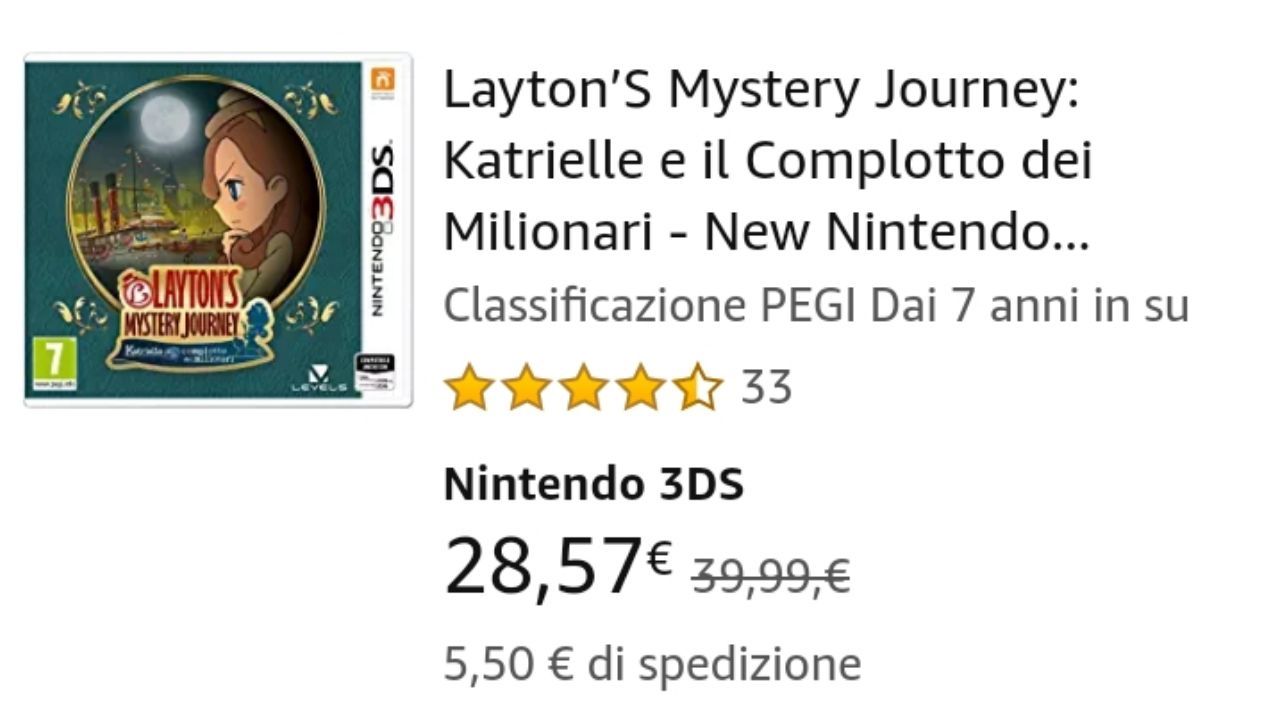 Layton'S Mystery Journey:
Katrielle e il Complotto dei
Milionari - New Nintendo...
Classificazione PEGI Dai 7 anni in su
33
Nintendo 3DS
28,57€ 39,99,€
5,50 € di spedizione
NINTENDO 3DS
LAYTON'S
MYSTERY JOURNEY
Katrielle e il complotto
dei milionari
7
LEVEL5